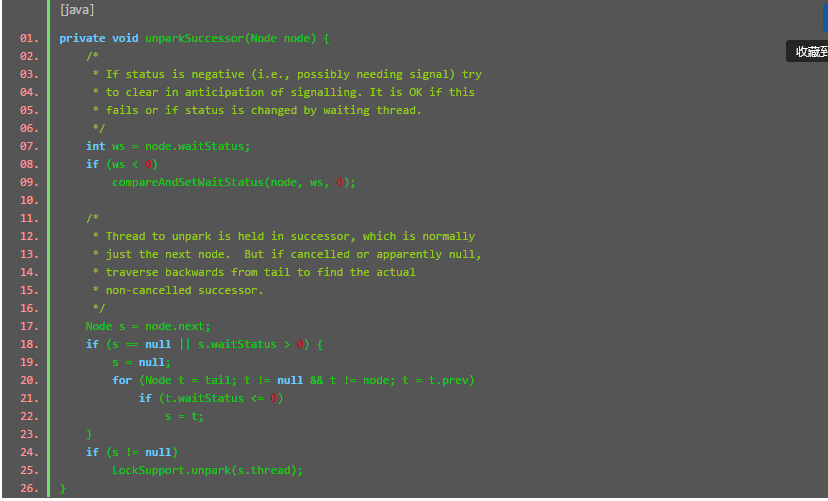 [java]
收藏到
01. private void unparkSuccessor(Node node) {
02.     /*
03.      * If status is negative (i.e., possibly needing signal) try
04.      * to clear in anticipation of signalling. It is OK if this
05.      * fails or if status is changed by waiting thread.
06.      */
07.     int ws = node.waitStatus;
08.     if (ws < 0)
09.         compareAndSetWaitStatus(node, ws, 0);
10.
11.     /*
12.      * Thread to unpark is held in successor, which is normally
13.      * just the next node.  But if cancelled or apparently null,
14.      * traverse backwards from tail to find the actual
15.      * non-cancelled successor.
16.      */
17.     Node s = node.next;
18.     if (s == null || s.waitStatus > 0) {
19.         s = null;
20.         for (Node t = tail; t != null && t != node; t = t.prev)
21.             if (t.waitStatus <= 0)
22.                 s = t;
23.     }
24.     if (s != null)
25.         LockSupport.unpark(s.thread);
26. }